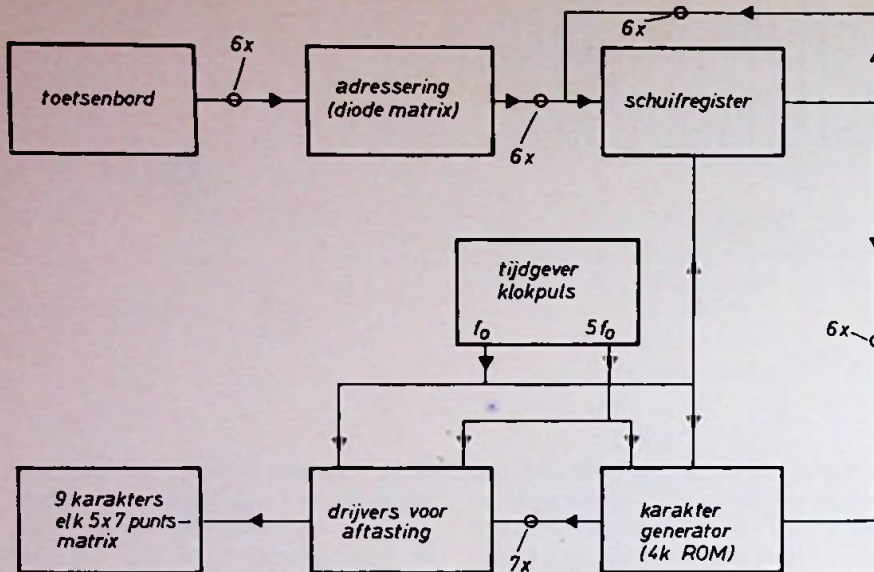 6x
6x
toetsenbord
adressering
(diode matrix)
6x
schuifregister
tijdgever
klokpuls
f₀ 5f₀
6x
9 karakters
elk 5x7 punts-
matrix
drijvers voor
aftasting
7x
karakter
generator
(4k ROM)